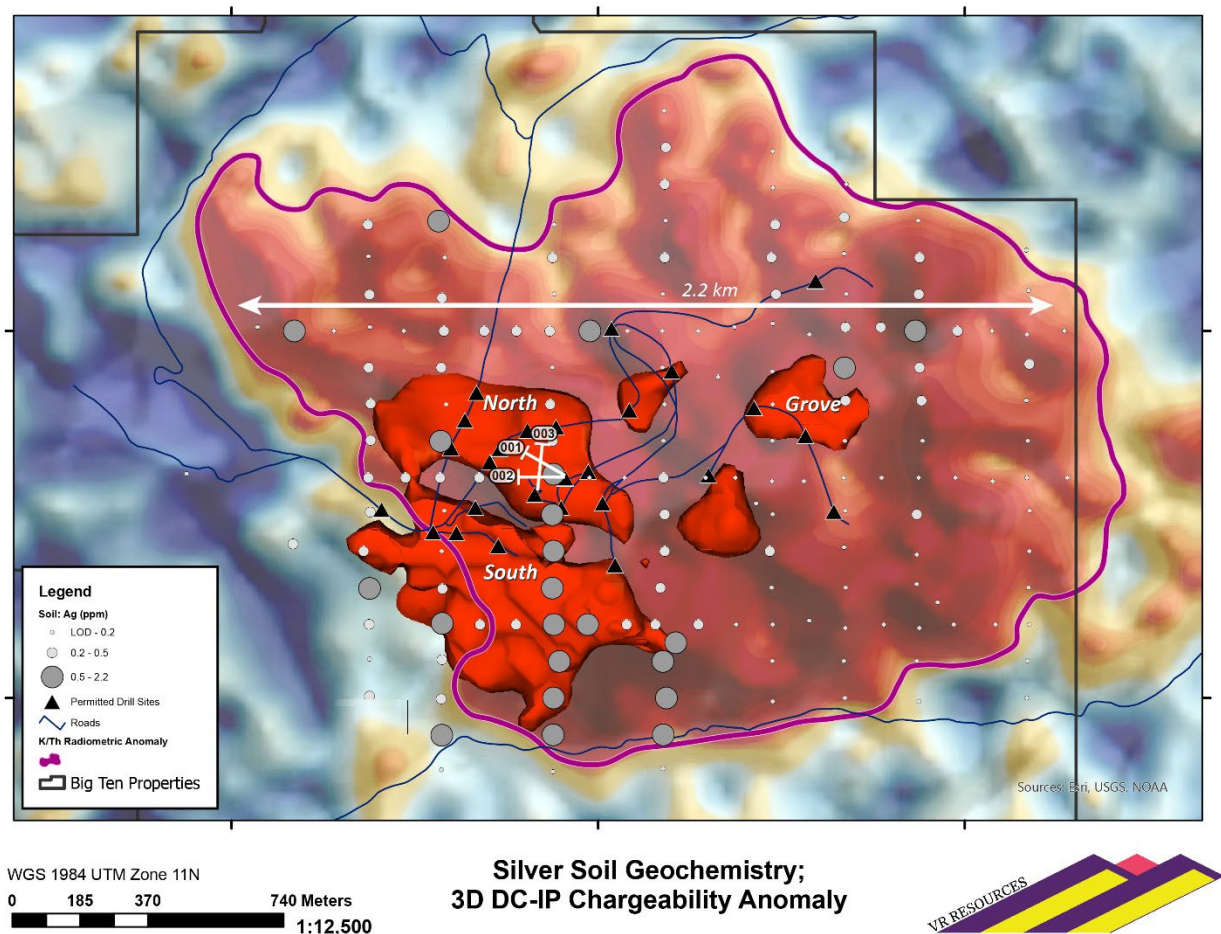 2.2 km
North
Grove
003
001
002
South
Legend
Soil: Ag (ppm)
LOD - 0.2
0.2 - 0.5
0.5 - 2.2
Permitted Drill Sites
Roads
K/Th Radiometric Anomaly
Big Ten Properties
Sources: Esri, USGS, NOAA
WGS 1984 UTM Zone 11N
0 185 370 740 Meters
1:12,500
Silver Soil Geochemistry;
3D DC-IP Chargeability Anomaly
VR RESOURCES